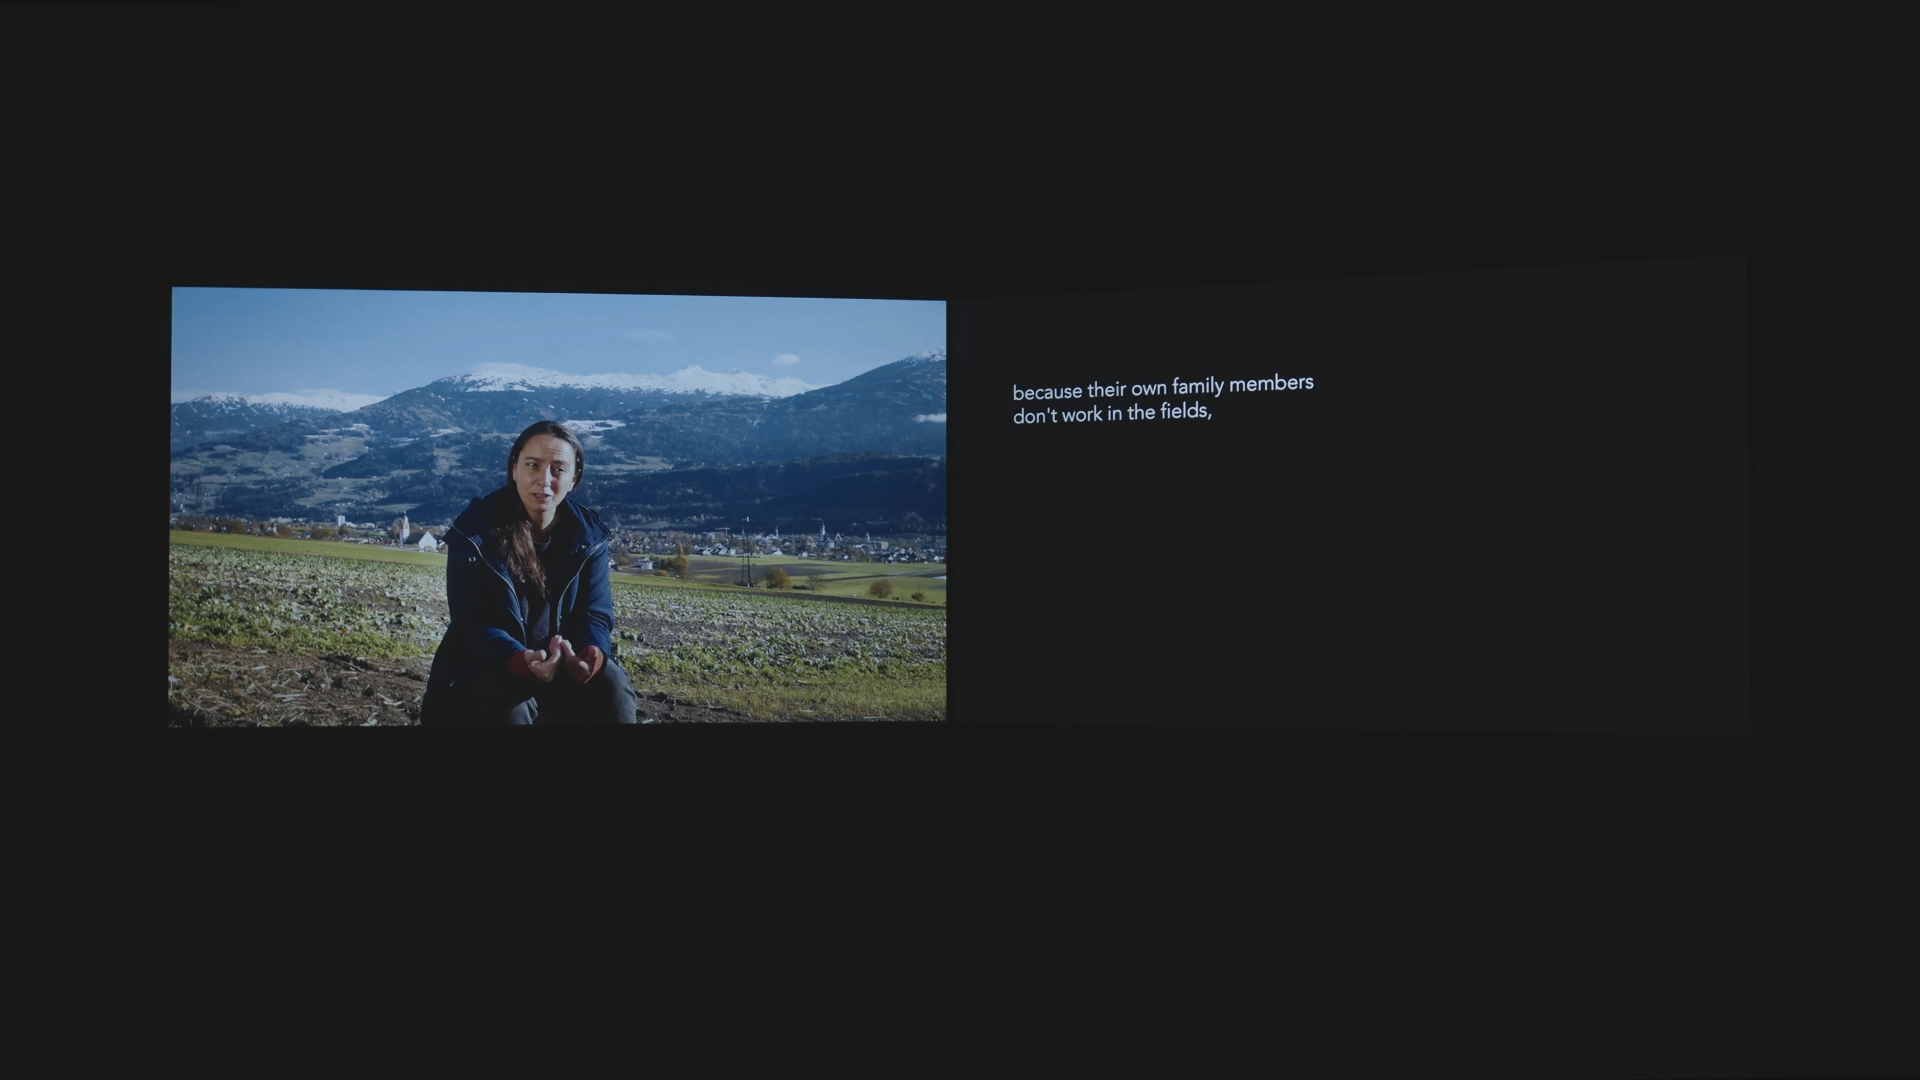 because their own family members
don't work in the fields,